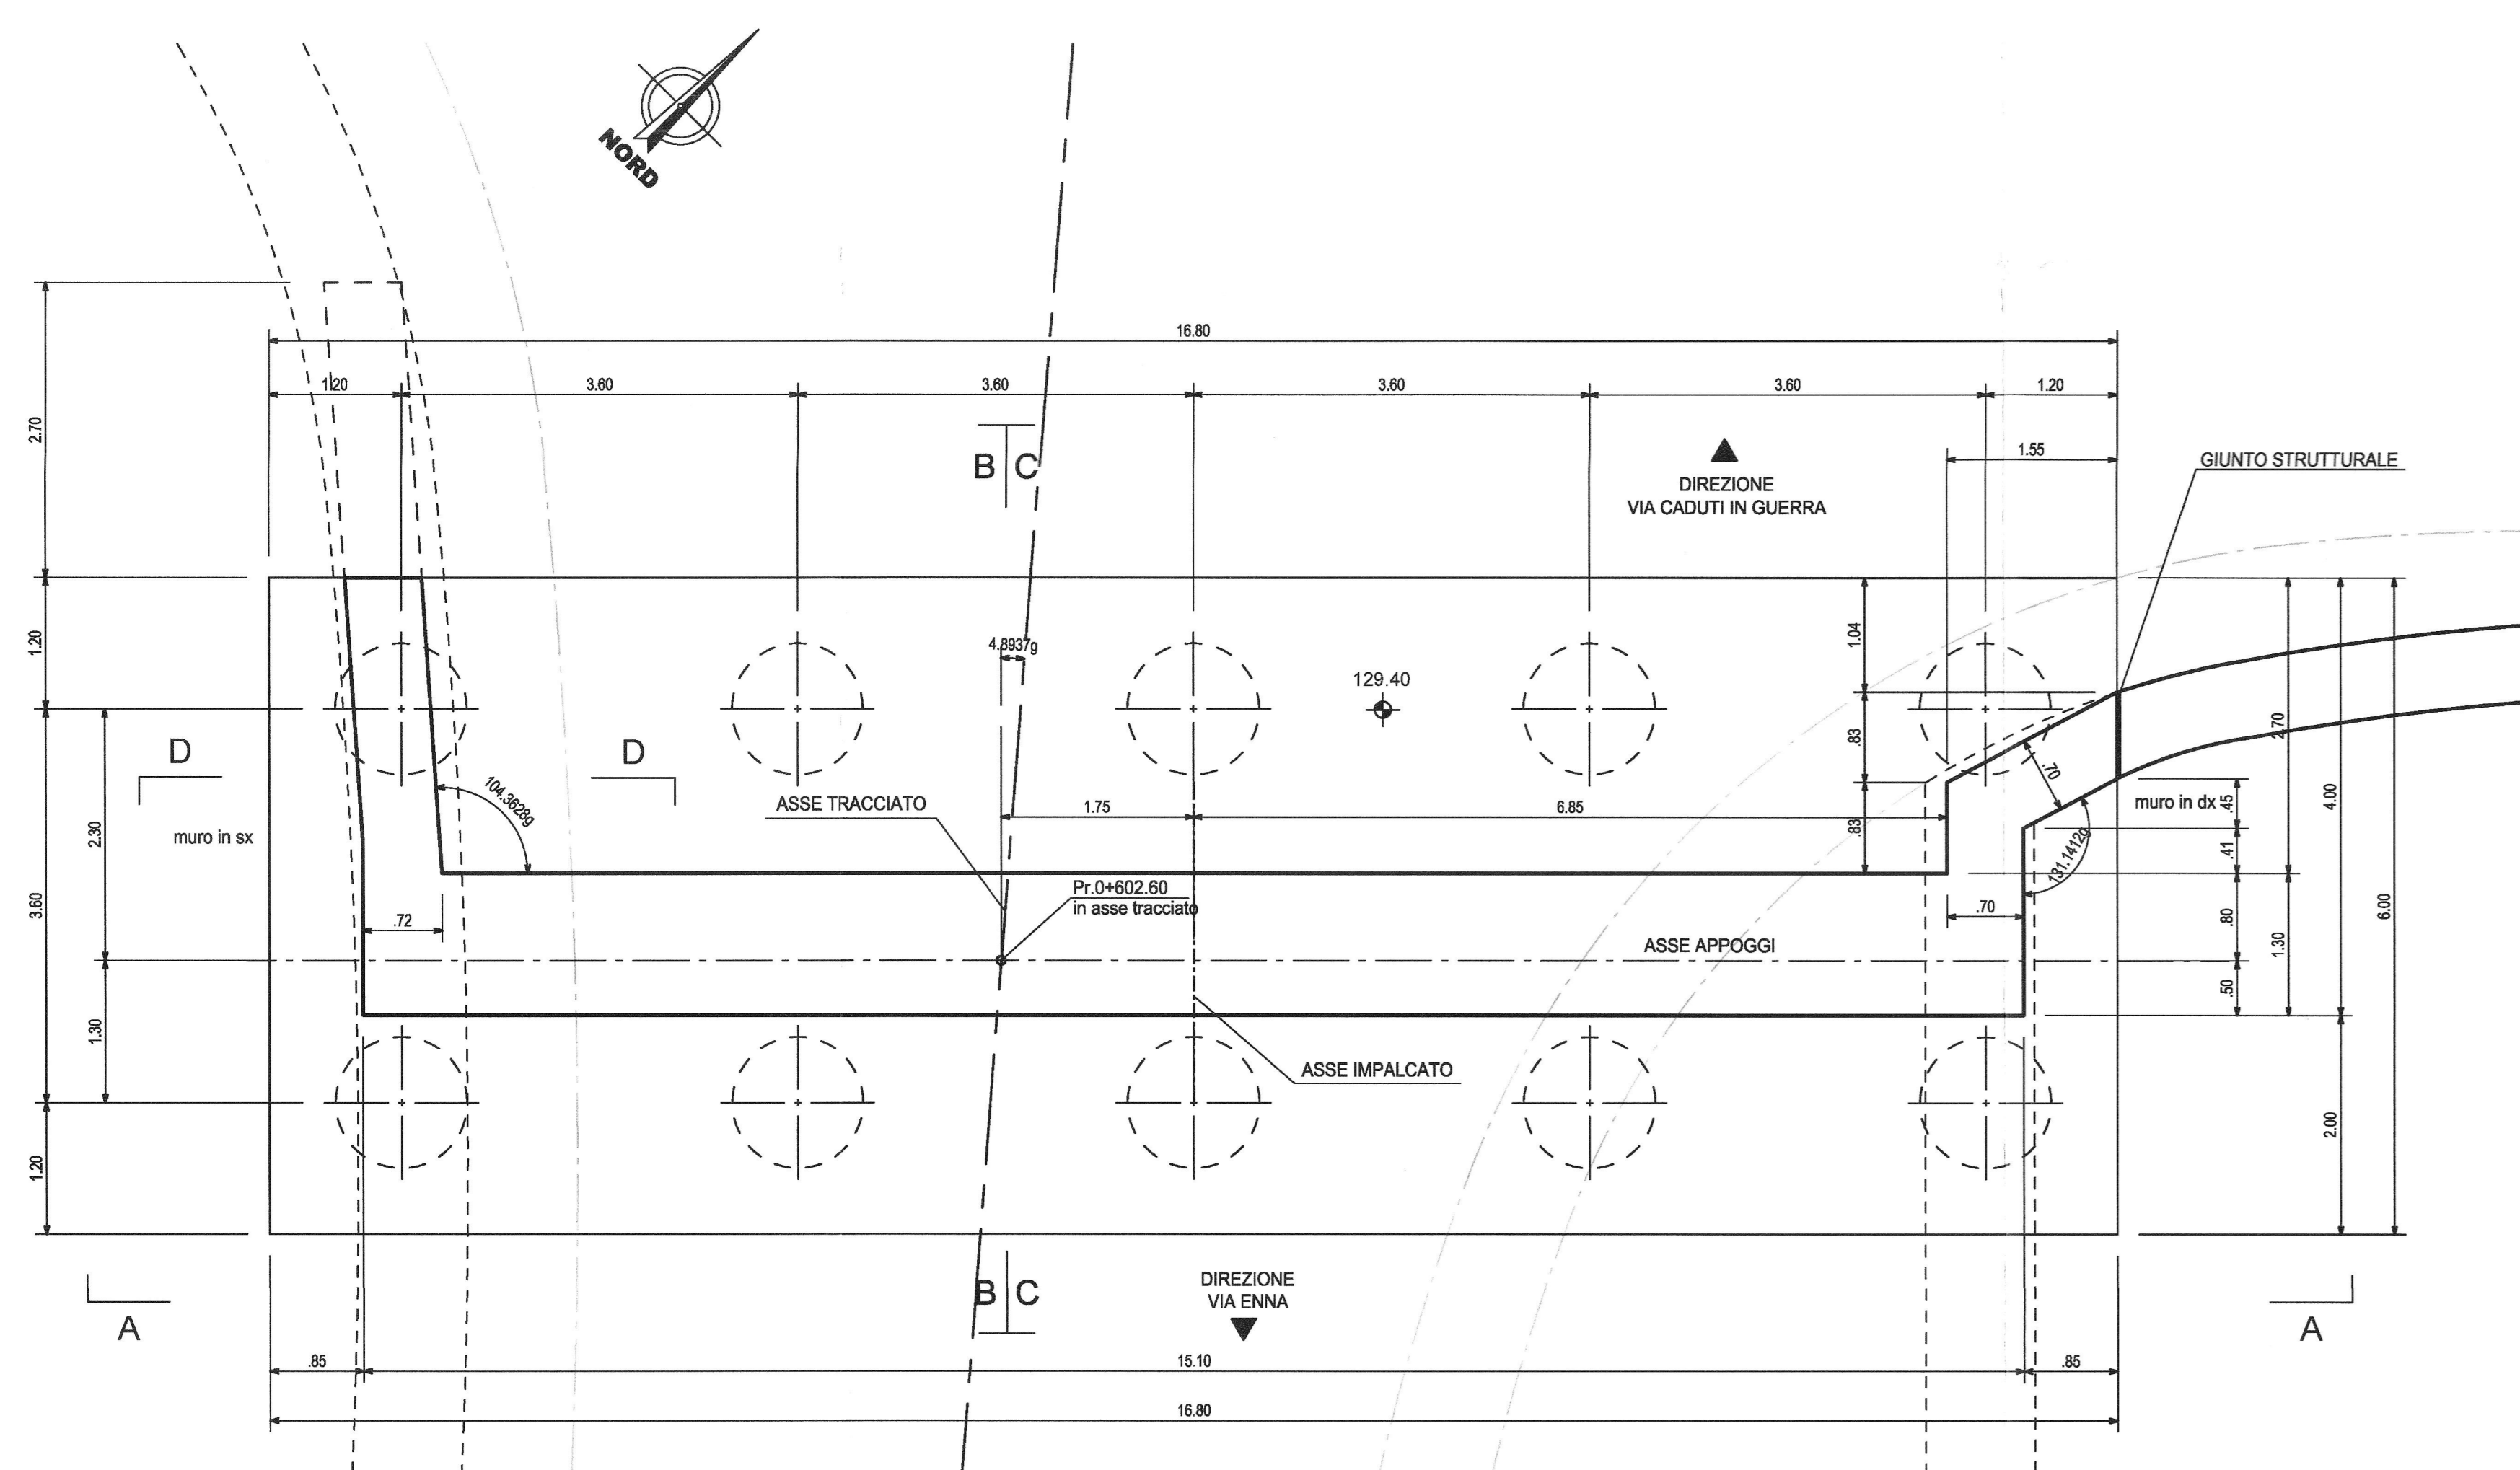 NORD
16.80
1.20
3.60
3.60
3.60
3.60
1.20
2.70
B
C
DIREZIONE
VIA CADUTI IN GUERRA
1.55
GIUNTO STRUTTURALE
1.20
4.8937g
129.40
1.04
D
D
.83
.70
2.70
104.3628g
ASSE TRACCIATO
1.75
6.85
muro in dx
.45
4.00
2.30
muro in sx
.83
131.1412g
.41
3.60
Pr.0+602.60
in asse tracciato
.72
.70
.80
6.00
ASSE APPOGGI
1.30
.50
1.30
ASSE IMPALCATO
2.00
1.20
B
C
DIREZIONE
VIA ENNA
A
A
.85
15.10
.85
16.80